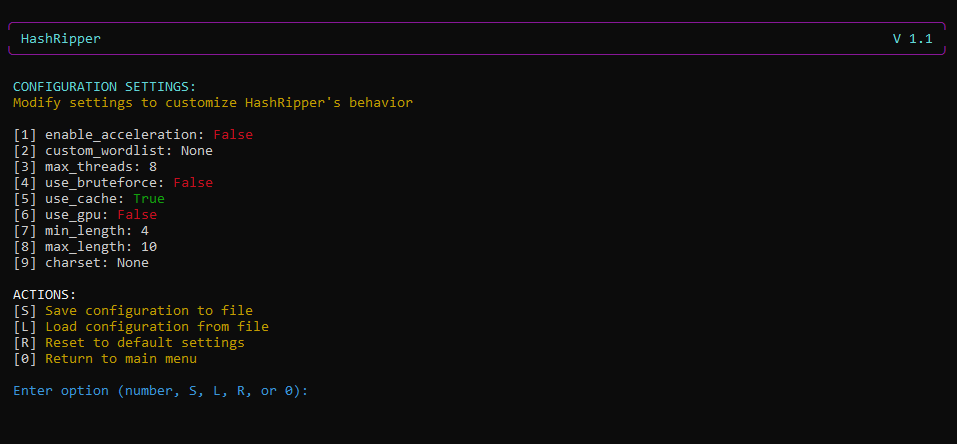 HashRipper V 1.1
CONFIGURATION SETTINGS:
Modify settings to customize HashRipper's behavior
[1] enable_acceleration: False
[2] custom_wordlist: None
[3] max_threads: 8
[4] use_bruteforce: False
[5] use_cache: True
[6] use_gpu: False
[7] min_length: 4
[8] max_length: 10
[9] charset: None
ACTIONS:
[S] Save configuration to file
[L] Load configuration from file
[R] Reset to default settings
[0] Return to main menu
Enter option (number, S, L, R, or 0):